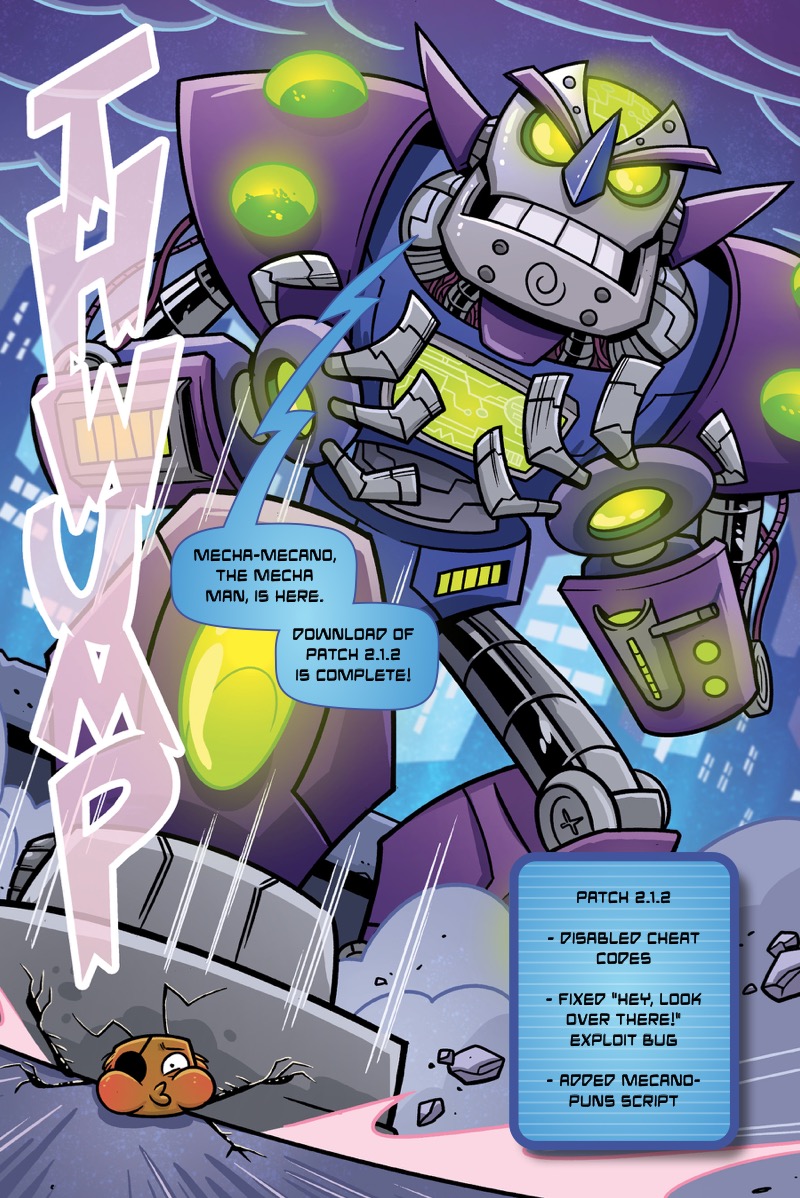 THWUMP
MECHA-MECANO,
THE MECHA
MAN, IS HERE.
DOWNLOAD OF
PATCH 2.1.2
IS COMPLETE!
PATCH 2.1.2
- DISABLED CHEAT
CODES
- FIXED "HEY, LOOK
OVER THERE!"
EXPLOIT BUG
- ADDED MECANO-
PUNS SCRIPT